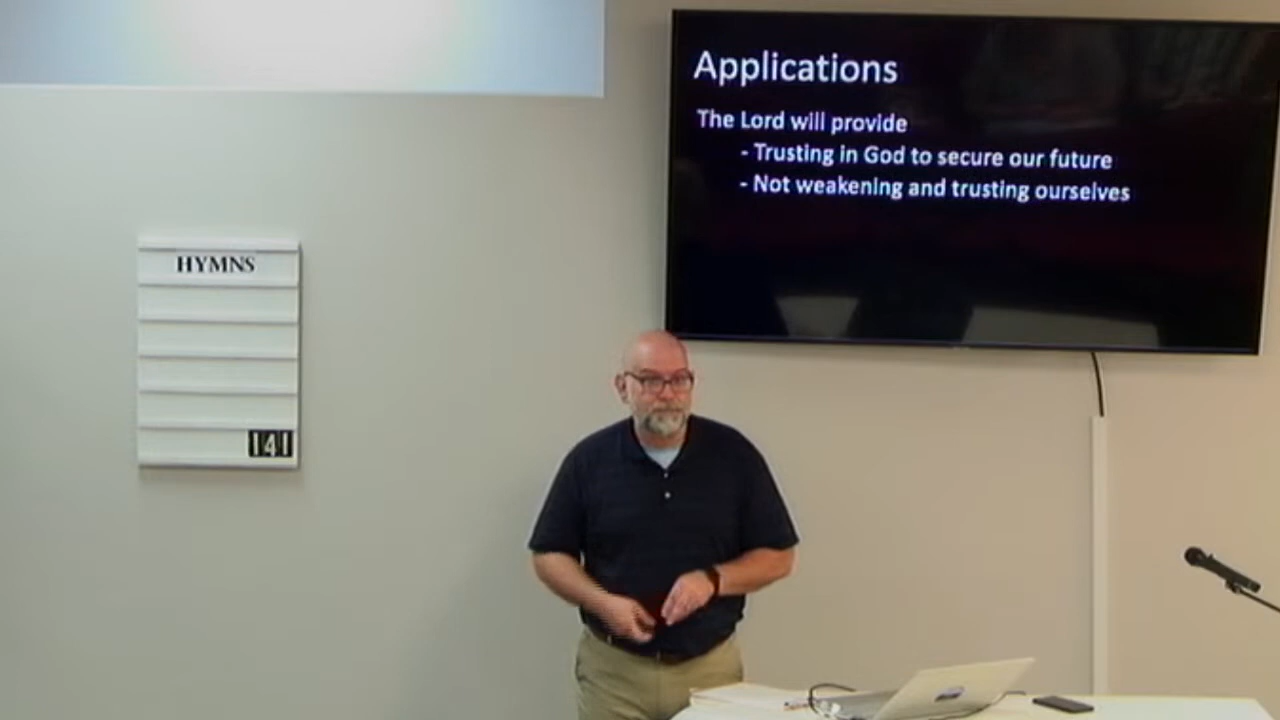 Applications
The Lord will provide
- Trusting in God to secure our future
- Not weakening and trusting ourselves
HYMNS
141